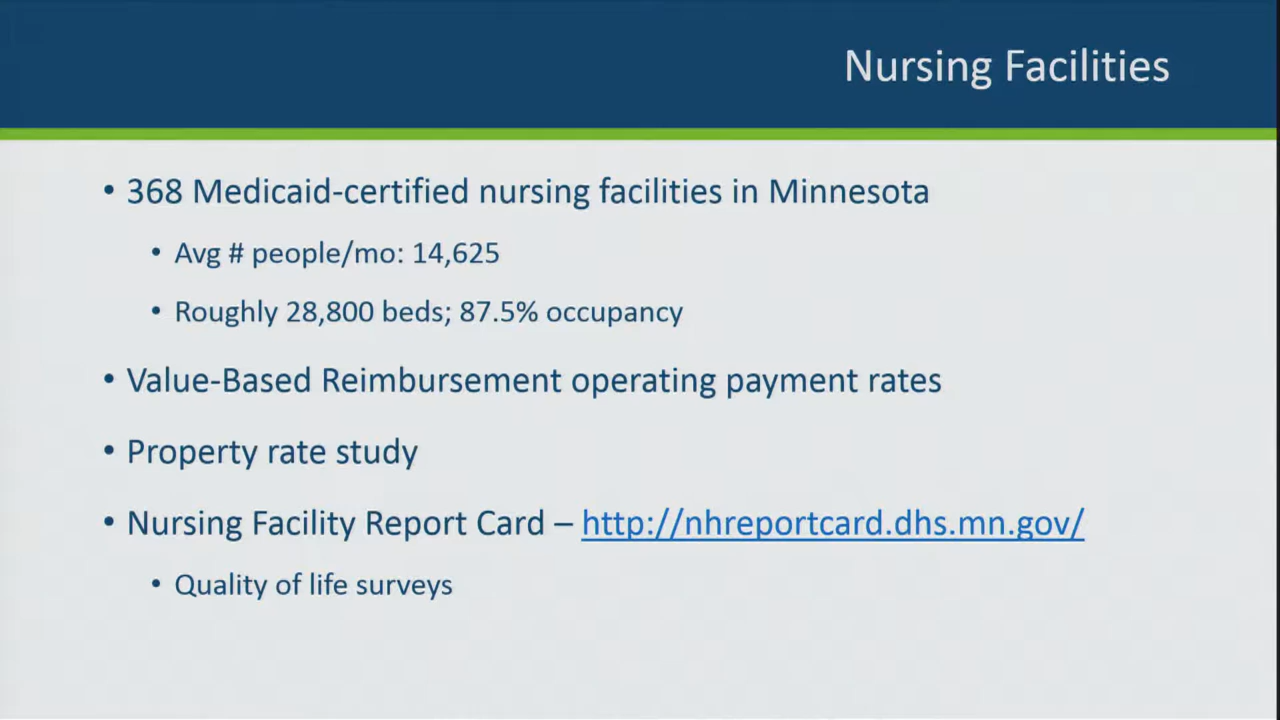 Nursing Facilities
• 368 Medicaid-certified nursing facilities in Minnesota
• Avg # people/mo: 14,625
• Roughly 28,800 beds; 87.5% occupancy
• Value-Based Reimbursement operating payment rates
• Property rate study
• Nursing Facility Report Card – http://nhreportcard.dhs.mn.gov/
• Quality of life surveys